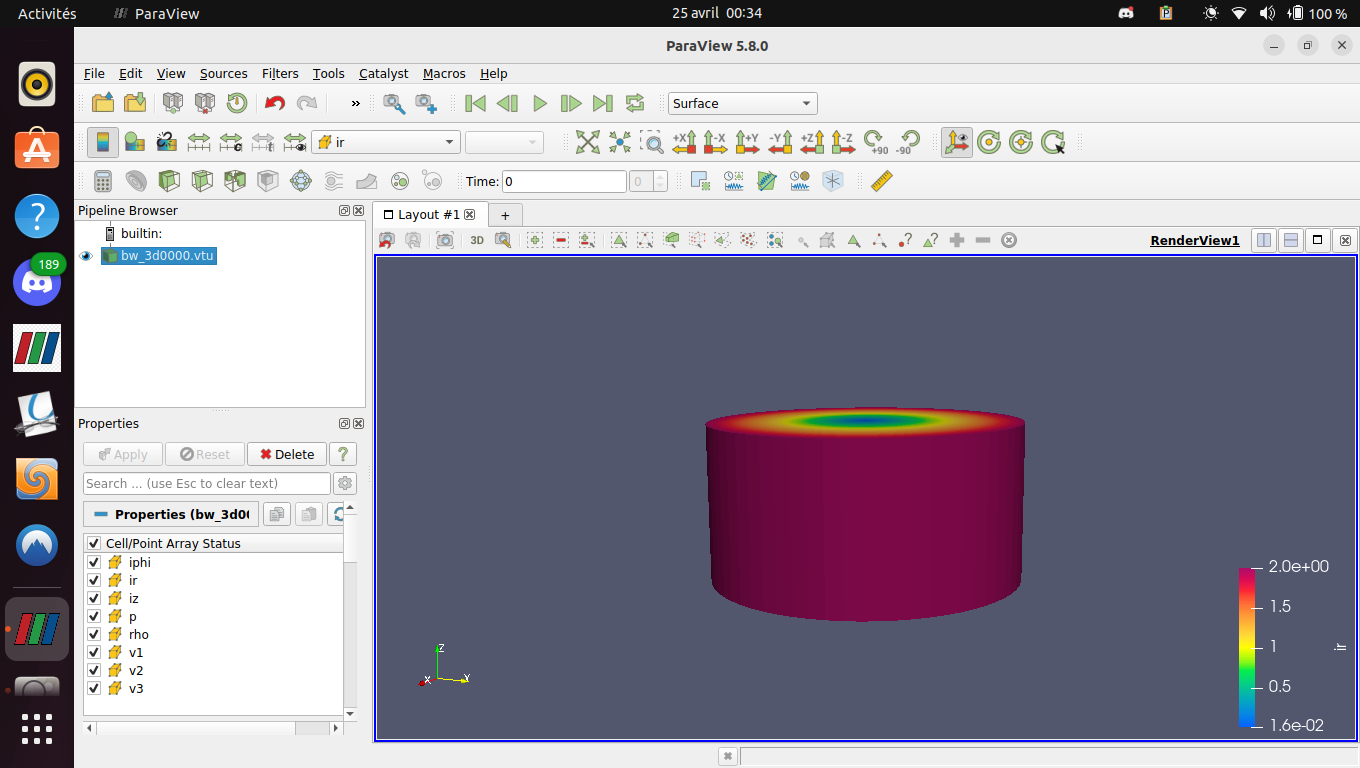 Activités
ParaView
25 avril 00:34
100 %
ParaView 5.8.0
File Edit View Sources Filters Tools Catalyst Macros Help
»
Surface
ir
+X -X +Y -Y +Z -Z +90 -90
Time: 0
0
Pipeline Browser
builtin:
bw_3d0000.vtu
189
Layout #1
+
3D
RenderView1
Properties
Apply
Reset
Delete
?
Search ... (use Esc to clear text)
Properties (bw_3d0
Cell/Point Array Status
iphi
ir
iz
p
rho
v1
v2
v3
Z
X
Y
2.0e+00
1.5
1
0.5
1.6e-02
ir